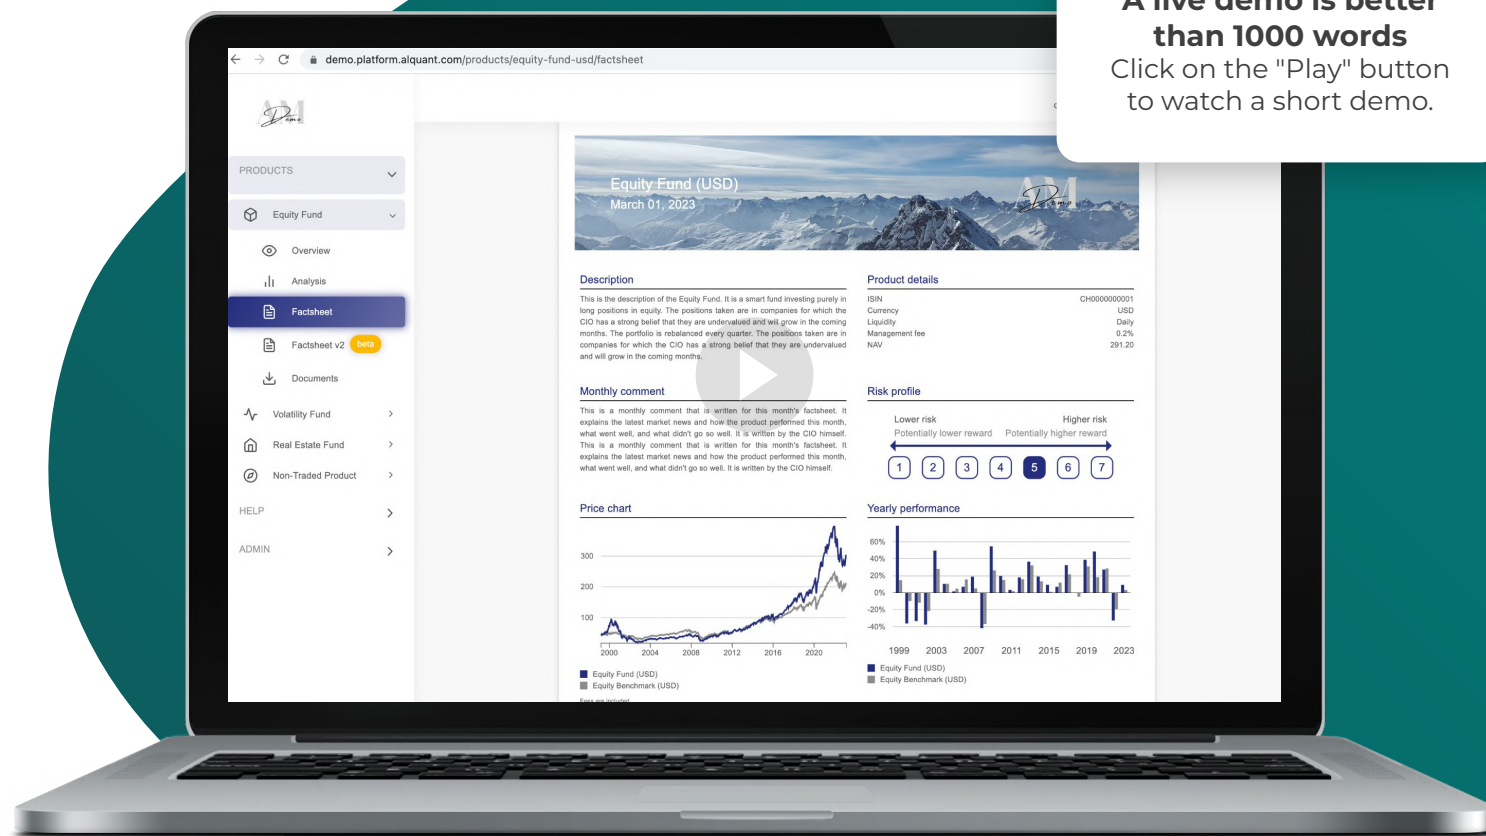 A live demo is better
than 1000 words
Click on the "Play" button
to watch a short demo.
demo.platform.alquant.com/products/equity-fund-usd/factsheet
AM
Demo
PRODUCTS
Equity Fund
Overview
Analysis
Factsheet
Factsheet v2 beta
Documents
Volatility Fund
Real Estate Fund
Non-Traded Product
HELP
ADMIN
Equity Fund (USD)
March 01, 2023
AM
Demo
Description
This is the description of the Equity Fund. It is a smart fund investing purely in
long positions in equity. The positions taken are in companies for which the
CIO has a strong belief that they are undervalued and will grow in the coming
months. The portfolio is rebalanced every quarter. The positions taken are in
companies for which the CIO has a strong belief that they are undervalued
and will grow in the coming months.
Product details
ISIN CH0000000001
Currency USD
Liquidity Daily
Management fee 0.2%
NAV 291.20
Monthly comment
This is a monthly comment that is written for this month's factsheet. It
explains the latest market news and how the product performed this month,
what went well, and what didn't go so well. It is written by the CIO himself.
This is a monthly comment that is written for this month's factsheet. It
explains the latest market news and how the product performed this month,
what went well, and what didn't go so well. It is written by the CIO himself.
Risk profile
Lower risk Higher risk
Potentially lower reward Potentially higher reward
1 2 3 4 5 6 7
Price chart
300
200
100
2000 2004 2008 2012 2016 2020
Equity Fund (USD)
Equity Benchmark (USD)
Fees are included
Yearly performance
60%
40%
20%
0%
-20%
-40%
1999 2003 2007 2011 2015 2019 2023
Equity Fund (USD)
Equity Benchmark (USD)